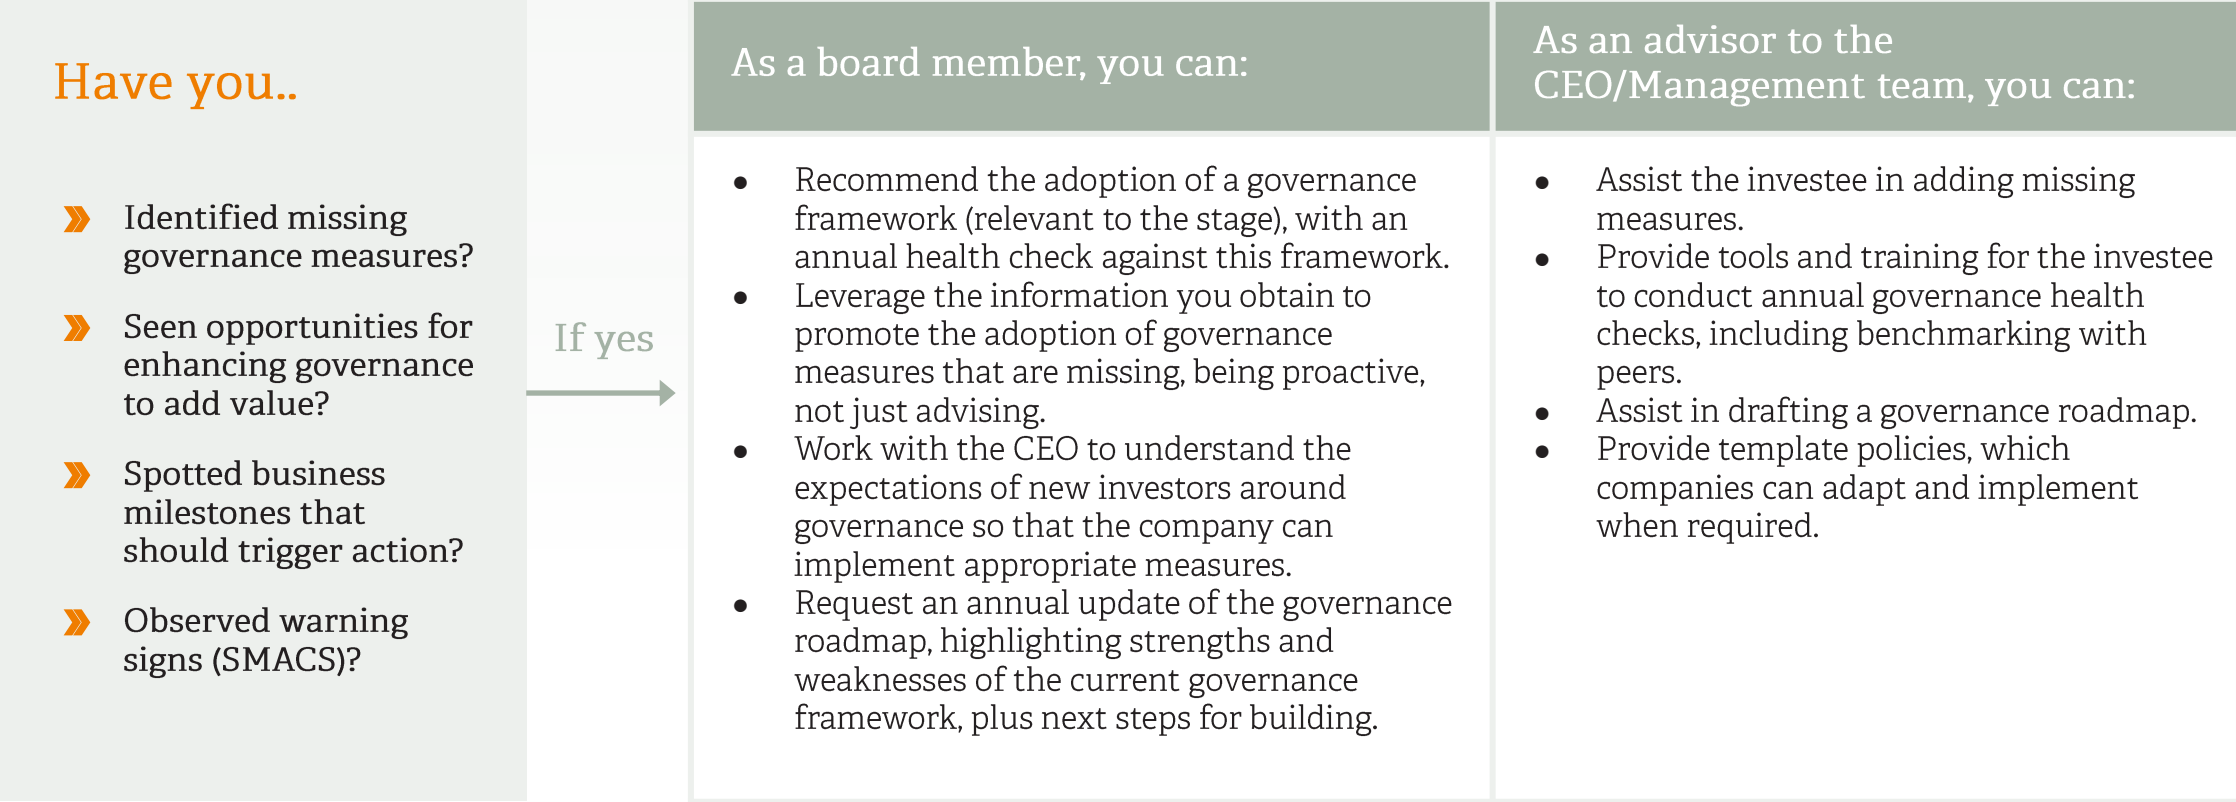 Have you..
Identified missing
governance measures?
Seen opportunities for
enhancing governance
to add value?
Spotted business
milestones that
should trigger action?
Observed warning
signs (SMACS)?
If yes
As a board member, you can:
• Recommend the adoption of a governance
framework (relevant to the stage), with an
annual health check against this framework.
• Leverage the information you obtain to
promote the adoption of governance
measures that are missing, being proactive,
not just advising.
• Work with the CEO to understand the
expectations of new investors around
governance so that the company can
implement appropriate measures.
• Request an annual update of the governance
roadmap, highlighting strengths and
weaknesses of the current governance
framework, plus next steps for building.
As an advisor to the
CEO/Management team, you can:
• Assist the investee in adding missing
measures.
• Provide tools and training for the investee
to conduct annual governance health
checks, including benchmarking with
peers.
• Assist in drafting a governance roadmap.
• Provide template policies, which
companies can adapt and implement
when required.